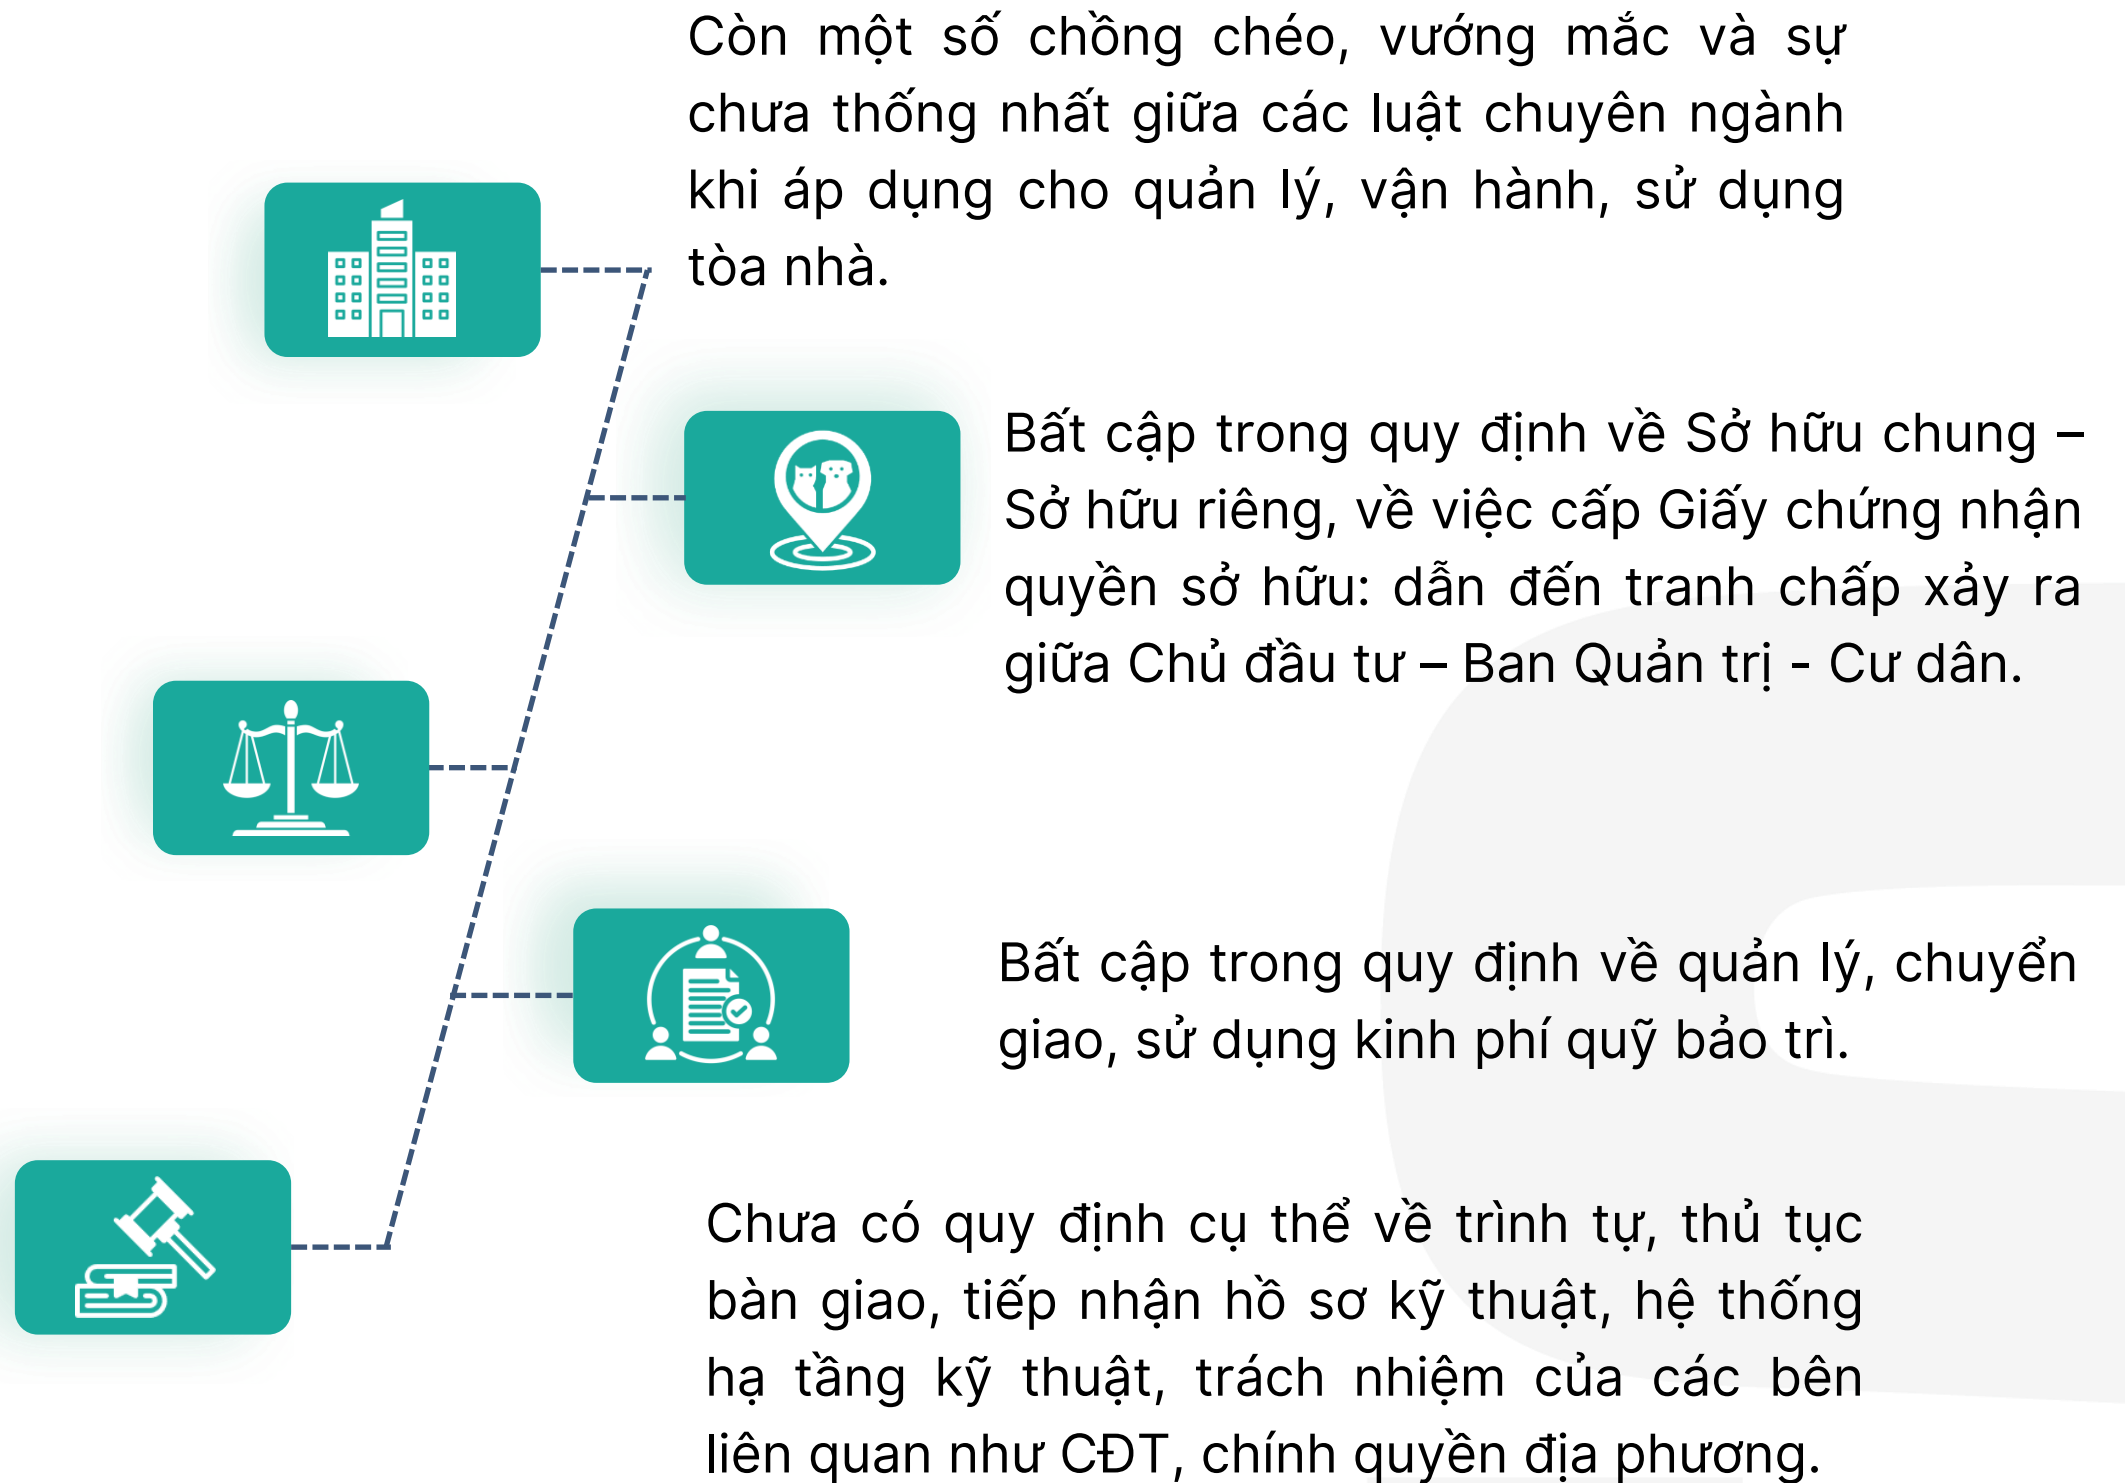 Còn một số chồng chéo, vướng mắc và sự
chưa thống nhất giữa các luật chuyên ngành
khi áp dụng cho quản lý, vận hành, sử dụng
tòa nhà.
Bất cập trong quy định về Sở hữu chung –
Sở hữu riêng, về việc cấp Giấy chứng nhận
quyền sở hữu: dẫn đến tranh chấp xảy ra
giữa Chủ đầu tư – Ban Quản trị - Cư dân.
Bất cập trong quy định về quản lý, chuyển
giao, sử dụng kinh phí quỹ bảo trì.
Chưa có quy định cụ thể về trình tự, thủ tục
bàn giao, tiếp nhận hồ sơ kỹ thuật, hệ thống
hạ tầng kỹ thuật, trách nhiệm của các bên
liên quan như CĐT, chính quyền địa phương.